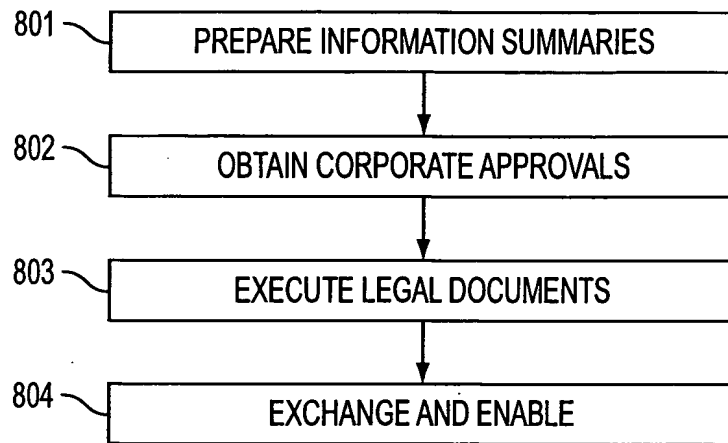 801 PREPARE INFORMATION SUMMARIES
802 OBTAIN CORPORATE APPROVALS
803 EXECUTE LEGAL DOCUMENTS
804 EXCHANGE AND ENABLE